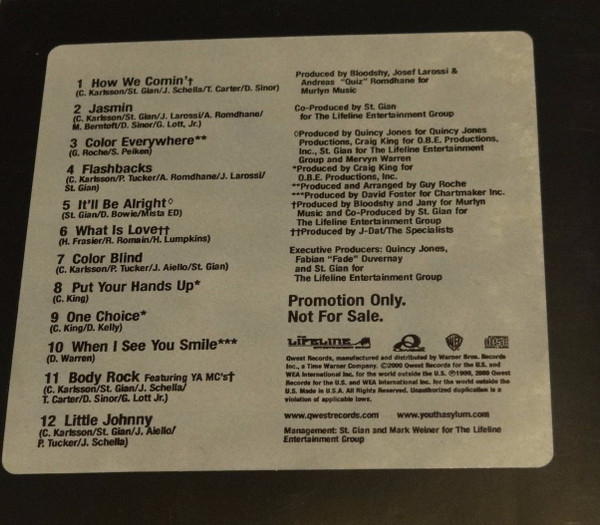 1 How We Comin'†
(C. Karlsson/St. Gian/J. Schella/T. Carter/D. Sinor)
2 Jasmin
(C. Karlsson/St. Gian/J. Larossi/A. Romdhane/
M. Berntoft/D. Sinor/G. Lott, Jr.)
3 Color Everywhere**
(G. Roche/S. Peiken)
4 Flashbacks
(C. Karlsson/P. Tucker/A. Romdhane/J. Larossi/
St. Gian)
5 It'll Be Alright◊
(St. Gian/D. Bowie/Mista ED)
6 What Is Love††
(H. Frasier/R. Romain/H. Lumpkins)
7 Color Blind
(C. Karlsson/P. Tucker/J. Aiello/St. Gian)
8 Put Your Hands Up*
(C. King)
9 One Choice*
(C. King/D. Kelly)
10 When I See You Smile***
(D. Warren)
11 Body Rock Featuring YA MC's†
(C. Karlsson/St. Gian/J. Schella/
T. Carter/D. Sinor/G. Lott Jr.)
12 Little Johnny
(C. Karlsson/St. Gian/J. Aiello/
P. Tucker/J. Schella)
Produced by Bloodshy, Josef Larossi &
Andreas "Quiz" Romdhane for
Murlyn Music
Co-Produced by St. Gian
for The Lifeline Entertainment Group
◊Produced by Quincy Jones for Quincy Jones
Productions, Craig King for O.B.E. Productions,
Inc., St. Gian for The Lifeline Entertainment
Group and Mervyn Warren
*Produced by Craig King for
O.B.E. Productions, Inc.
**Produced and Arranged by Guy Roche
***Produced by David Foster for Chartmaker Inc.
†Produced by Bloodshy and Jany for Murlyn
Music and Co-Produced by St. Gian for
The Lifeline Entertainment Group
††Produced by J-Dat/The Specialists
Executive Producers: Quincy Jones,
Fabian "Fade" Duvernay
and St. Gian for
The Lifeline Entertainment Group
Promotion Only.
Not For Sale.
LIFELINE Q WB disc
Qwest Records, manufactured and distributed by Warner Bros. Records
Inc., a Time Warner Company. ©2000 Qwest Records for the U.S. and
WEA International Inc. for the world outside the U.S. ℗1999, 2000 Qwest
Records for the U.S. and WEA International Inc. for the world outside the
U.S. Made in U.S.A. All Rights Reserved. Unauthorized duplication is a
violation of applicable laws.
www.qwestrecords.com www.youthasylum.com
Management: St. Gian and Mark Weiner for The Lifeline
Entertainment Group